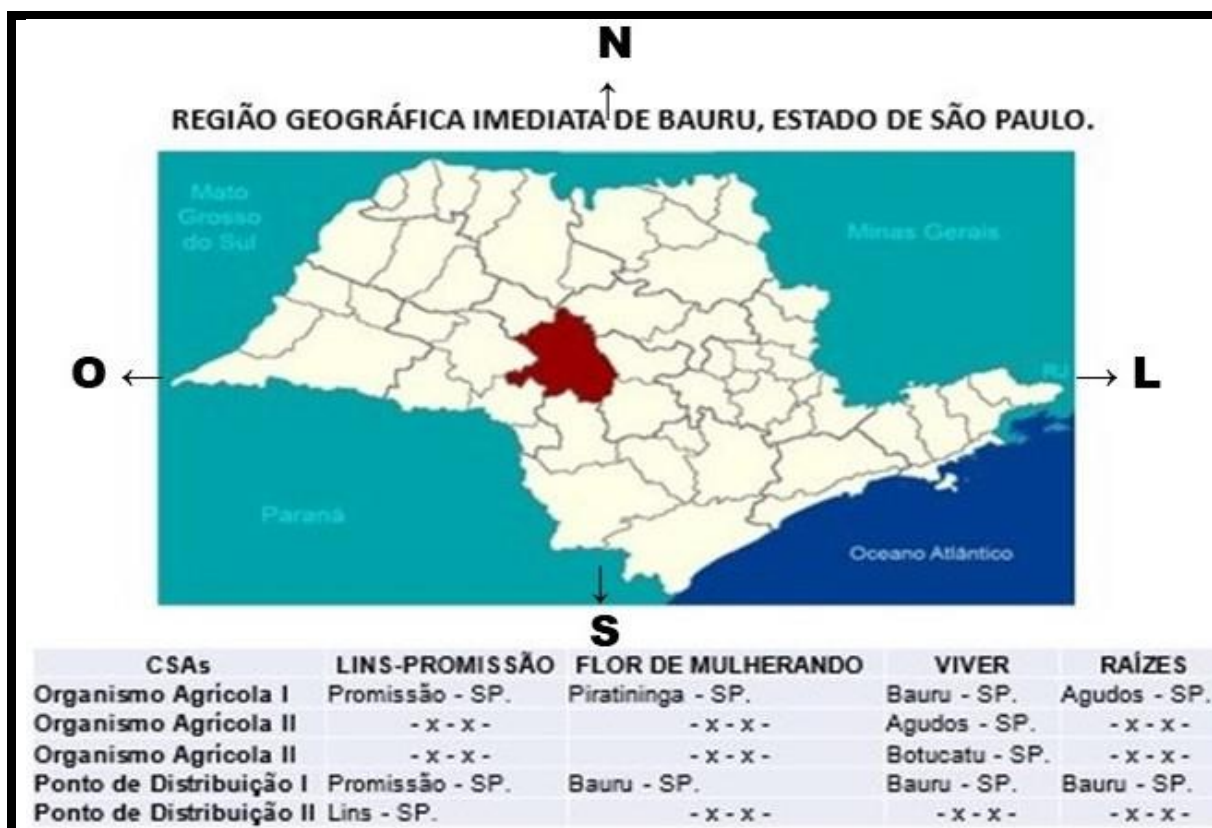 N
REGIÃO GEOGRÁFICA IMEDIATA DE BAURU, ESTADO DE SÃO PAULO.
Mato
Grosso
do Sul
Minas Gerais
RJ
O
L
Paraná
Oceano Atlântico
S
CSAs LINS-PROMISSÃO FLOR DE MULHERANDO VIVER RAÍZES
Organismo Agrícola I Promissão - SP. Piratininga - SP. Bauru - SP. Agudos - SP.
Organismo Agrícola II - x - x - - x - x - Agudos - SP. - x - x -
Organismo Agrícola II - x - x - - x - x - Botucatu - SP. - x - x -
Ponto de Distribuição I Promissão - SP. Bauru - SP. Bauru - SP. Bauru - SP.
Ponto de Distribuição II Lins - SP. - x - x - - x - x - - x - x -